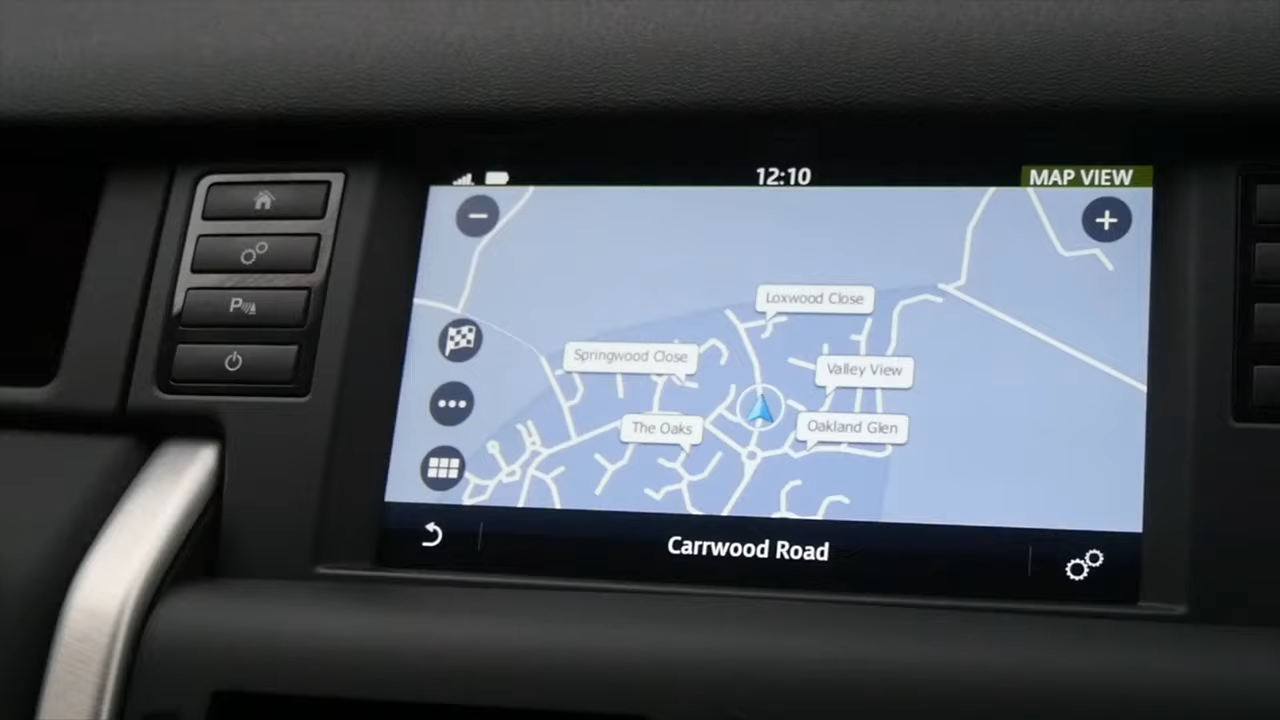 12:10
MAP VIEW
Loxwood Close
Springwood Close
Valley View
The Oaks
Oakland Glen
P
Carrwood Road